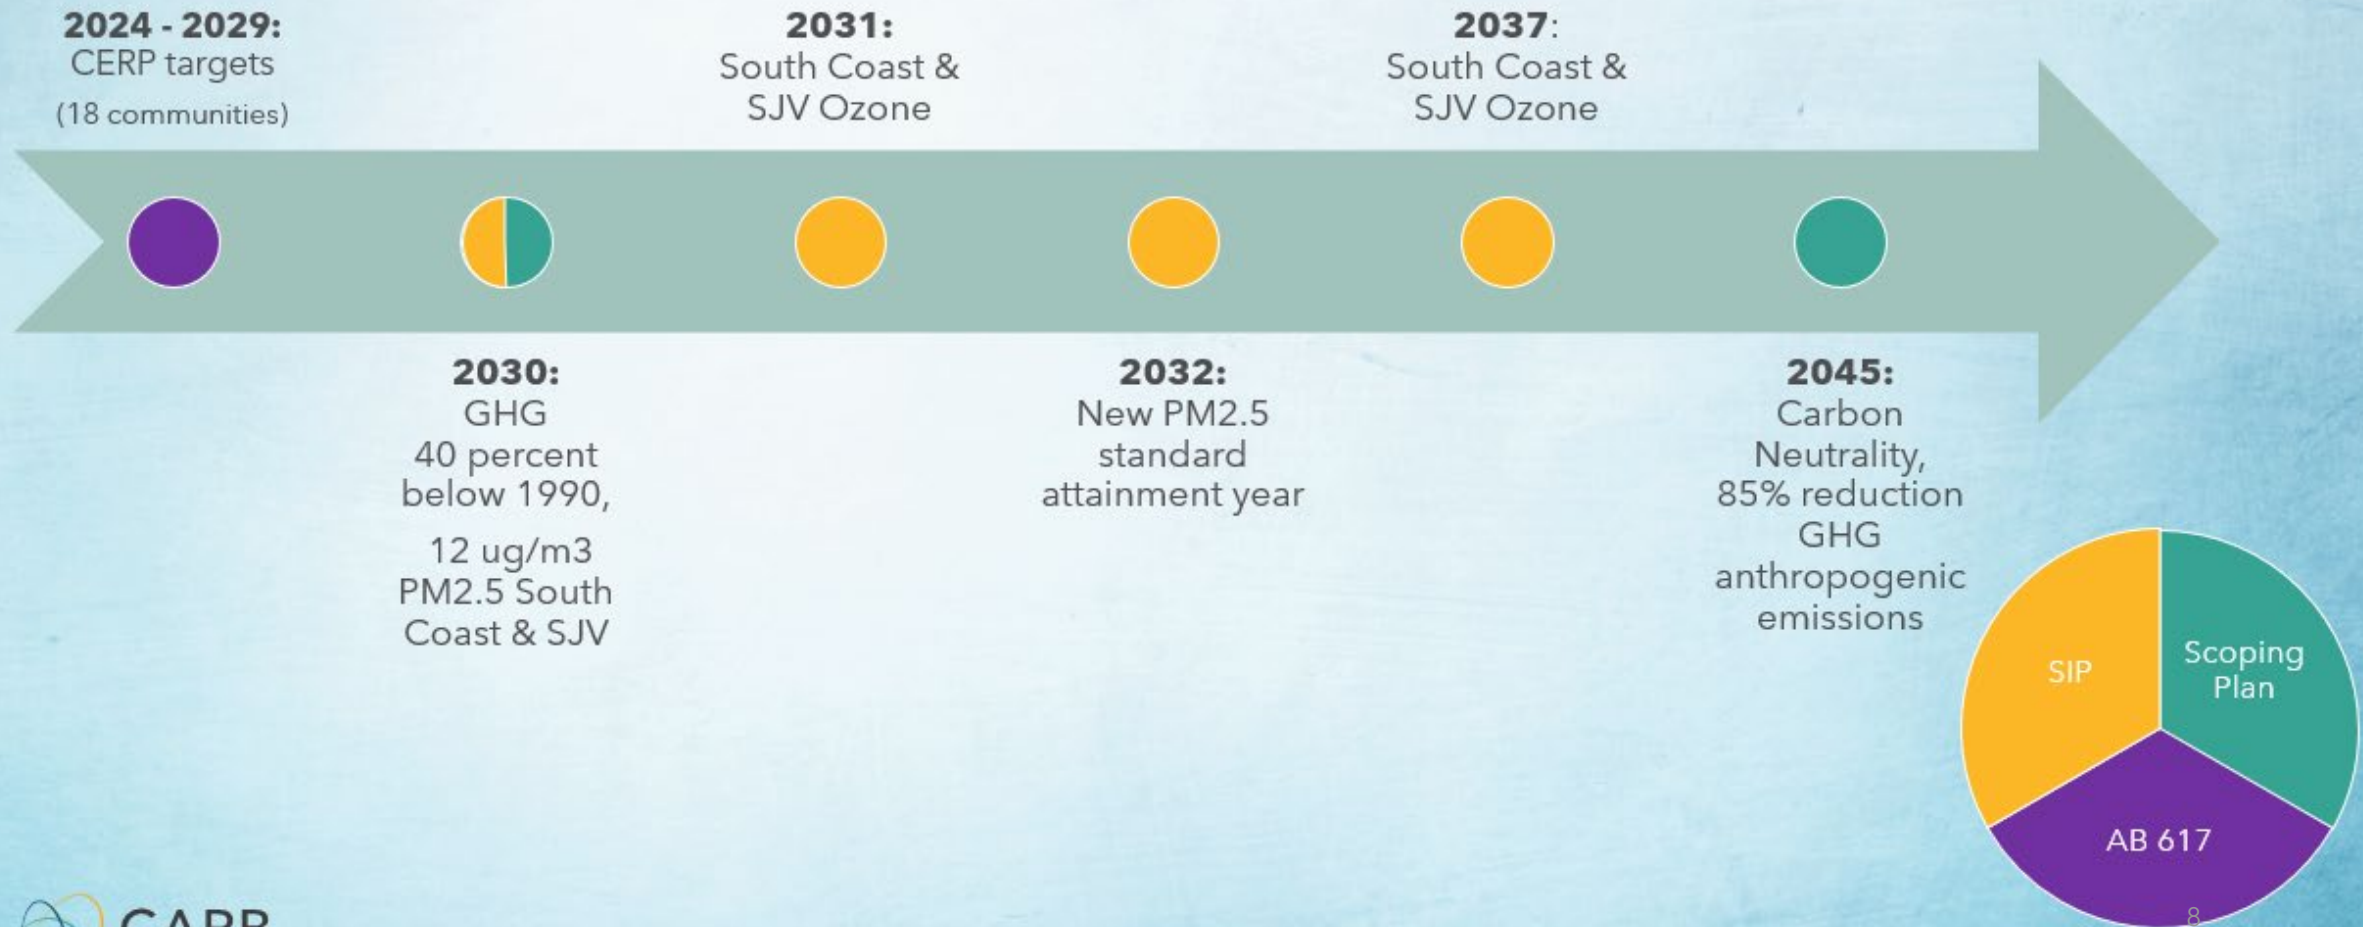 2024 - 2029:
CERP targets
(18 communities)
2031:
South Coast &
SJV Ozone
2037:
South Coast &
SJV Ozone
2030:
GHG
40 percent
below 1990,
12 ug/m3
PM2.5 South
Coast & SJV
2032:
New PM2.5
standard
attainment year
2045:
Carbon
Neutrality,
85% reduction
GHG
anthropogenic
emissions
SIP
Scoping
Plan
AB 617
CARB
8